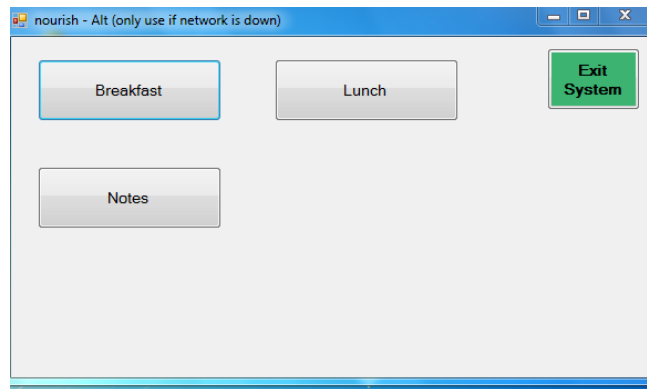 nourish - Alt (only use if network is down)
Breakfast
Lunch
Exit
System
Notes